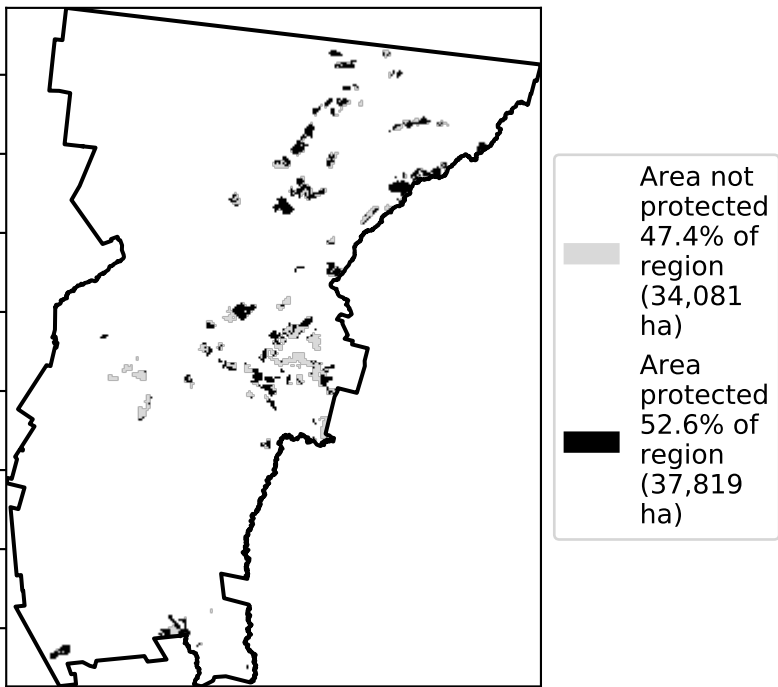 Area not
protected
47.4% of
region
(34,081
ha)
Area
protected
52.6% of
region
(37,819
ha)